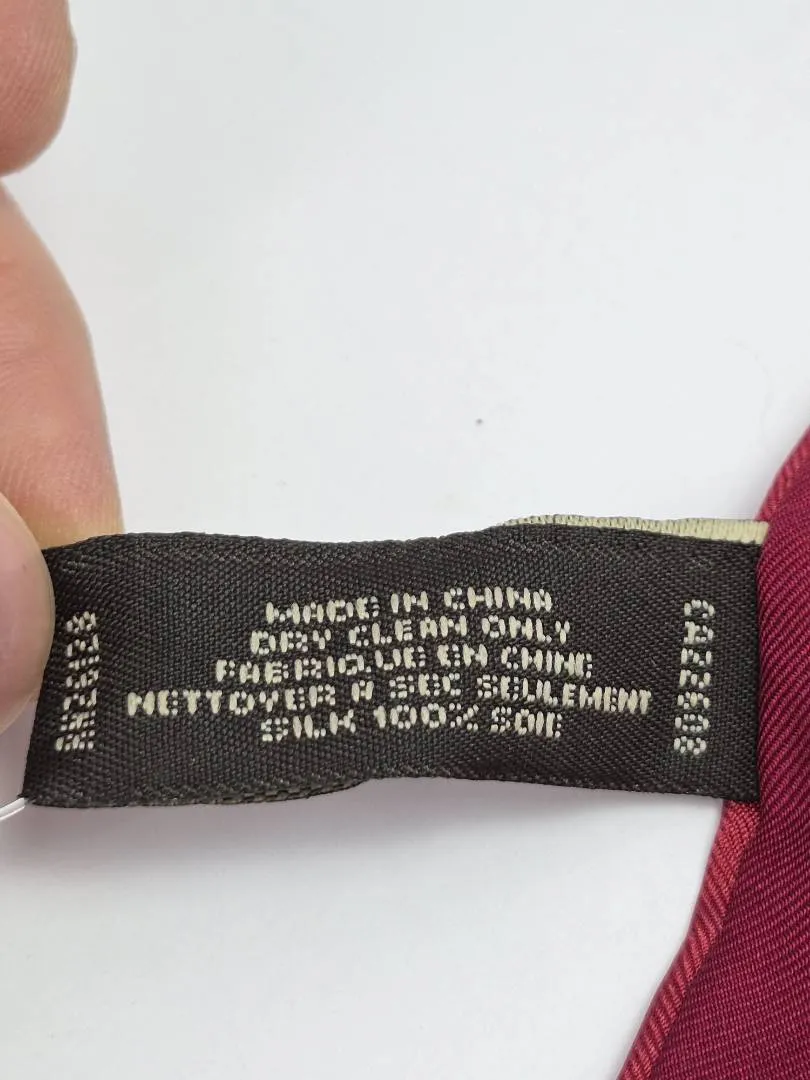 MADE IN CHINA
DRY CLEAN ONLY
FABRIQUE EN CHINE
NETTOYER A SEC SEULEMENT
SILK 100% SOIE